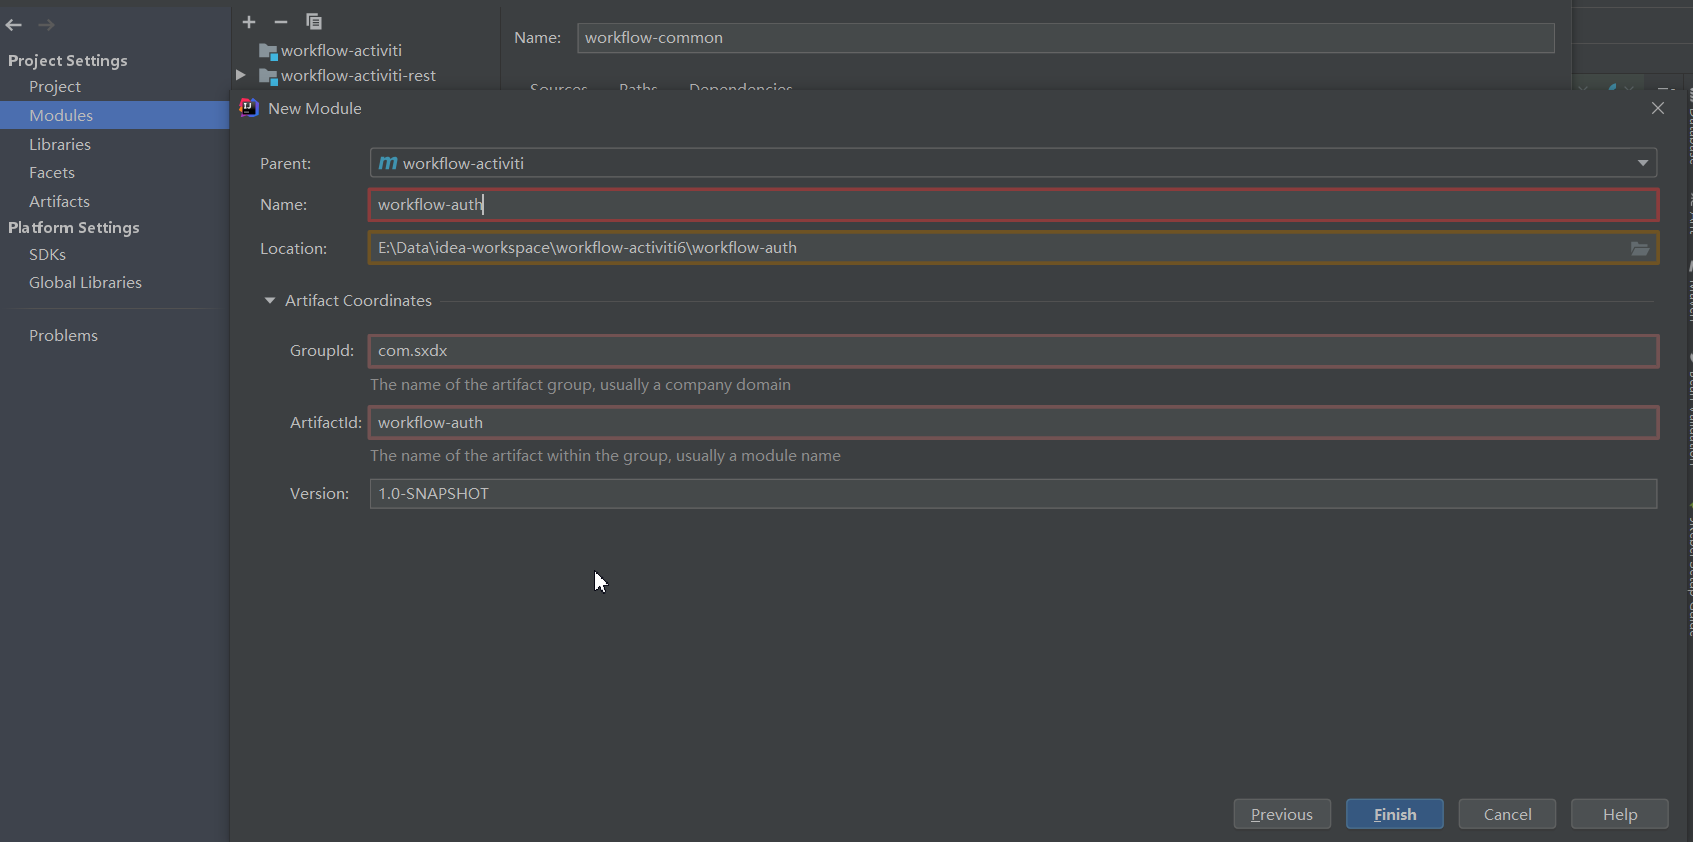 Project Settings
Project
Modules
Libraries
Facets
Artifacts
Platform Settings
SDKs
Global Libraries
Problems
workflow-activiti
workflow-activiti-rest
Name: workflow-common
Sources Paths Dependencies
New Module
Parent: m workflow-activiti
Name: workflow-auth
Location: E:\Data\idea-workspace\workflow-activiti6\workflow-auth
Artifact Coordinates
GroupId: com.sxdx
The name of the artifact group, usually a company domain
ArtifactId: workflow-auth
The name of the artifact within the group, usually a module name
Version: 1.0-SNAPSHOT
Previous Finish Cancel Help